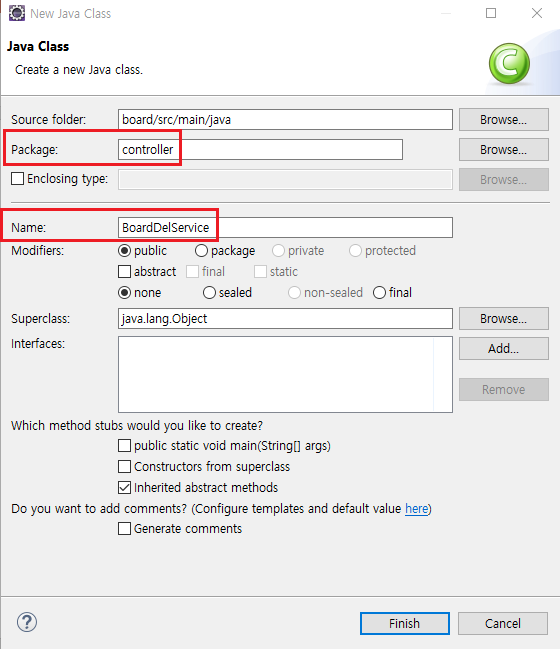 New Java Class
Java Class
Create a new Java class.
Source folder: board/src/main/java Browse...
Package: controller Browse...
Enclosing type: Browse...
Name: BoardDelService
Modifiers: public package private protected
abstract final static
none sealed non-sealed final
Superclass: java.lang.Object Browse...
Interfaces: Add...
Remove
Which method stubs would you like to create?
public static void main(String[] args)
Constructors from superclass
Inherited abstract methods
Do you want to add comments? (Configure templates and default value here)
Generate comments
? Finish Cancel